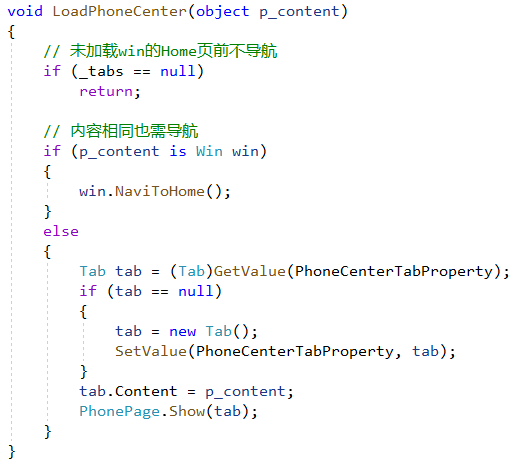 void LoadPhoneCenter(object p_content)
{
    // 未加载win的Home页前不导航
    if (_tabs == null)
        return;

    // 内容相同也需导航
    if (p_content is Win win)
    {
        win.NaviToHome();
    }
    else
    {
        Tab tab = (Tab)GetValue(PhoneCenterTabProperty);
        if (tab == null)
        {
            tab = new Tab();
            SetValue(PhoneCenterTabProperty, tab);
        }
        tab.Content = p_content;
        PhonePage.Show(tab);
    }
}